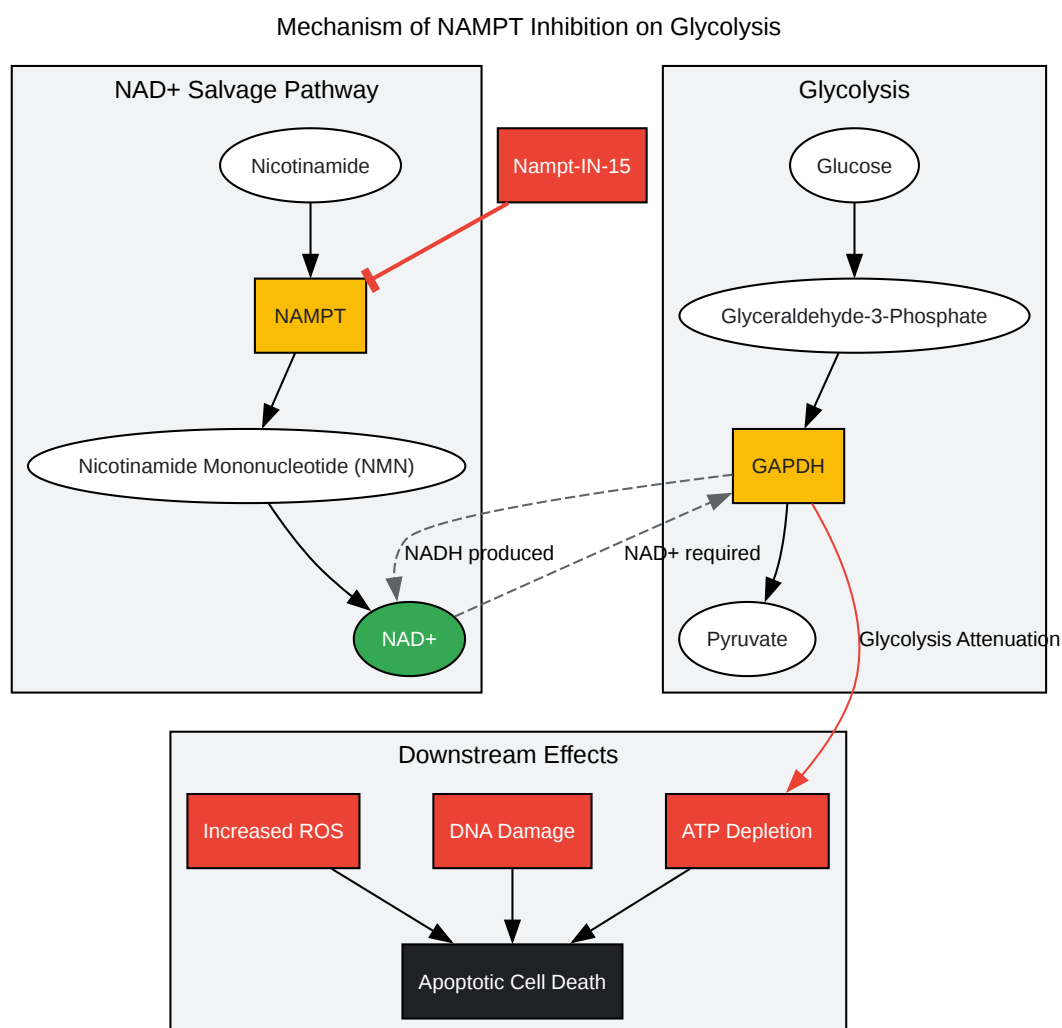 Mechanism of NAMPT Inhibition on Glycolysis
NAD+ Salvage Pathway
Glycolysis
Nicotinamide
Nampt-IN-15
Glucose
NAMPT
Glyceraldehyde-3-Phosphate
Nicotinamide Mononucleotide (NMN)
GAPDH
NADH produced
NAD+ required
NAD+
Pyruvate
Glycolysis Attenuation
Downstream Effects
Increased ROS
DNA Damage
ATP Depletion
Apoptotic Cell Death